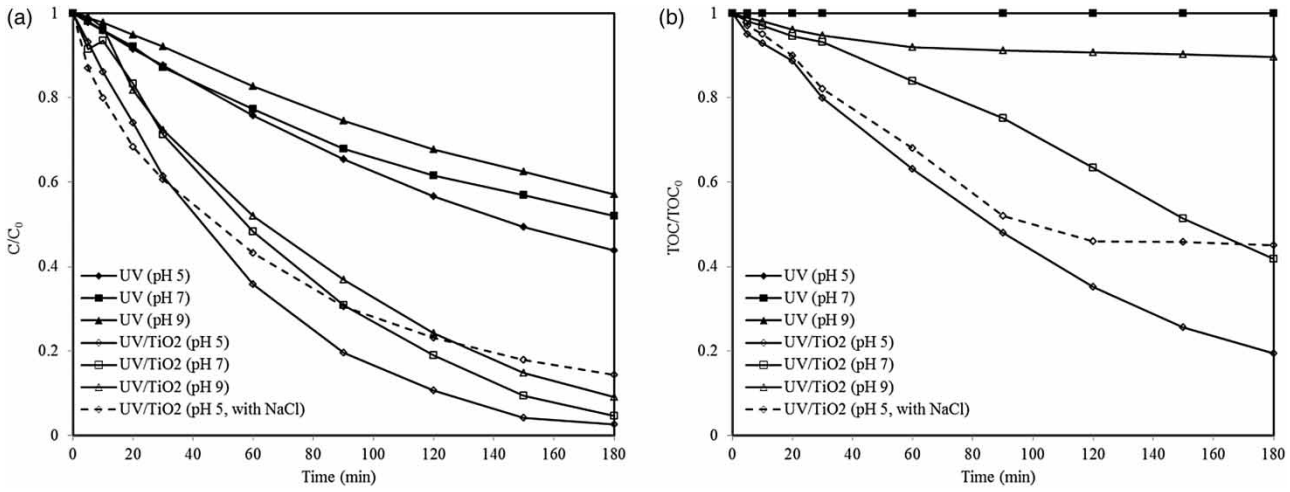 (a)
1
0.8
0.6
0.4
0.2
0
C/C0
UV (pH 5)
UV (pH 7)
UV (pH 9)
UV/TiO2 (pH 5)
UV/TiO2 (pH 7)
UV/TiO2 (pH 9)
UV/TiO2 (pH 5, with NaCl)
0 20 40 60 80 100 120 140 160 180
Time (min)
(b)
1
0.8
0.6
0.4
0.2
0
TOC/TOC0
UV (pH 5)
UV (pH 7)
UV (pH 9)
UV/TiO2 (pH 5)
UV/TiO2 (pH 7)
UV/TiO2 (pH 9)
UV/TiO2 (pH 5, with NaCl)
0 20 40 60 80 100 120 140 160 180
Time (min)